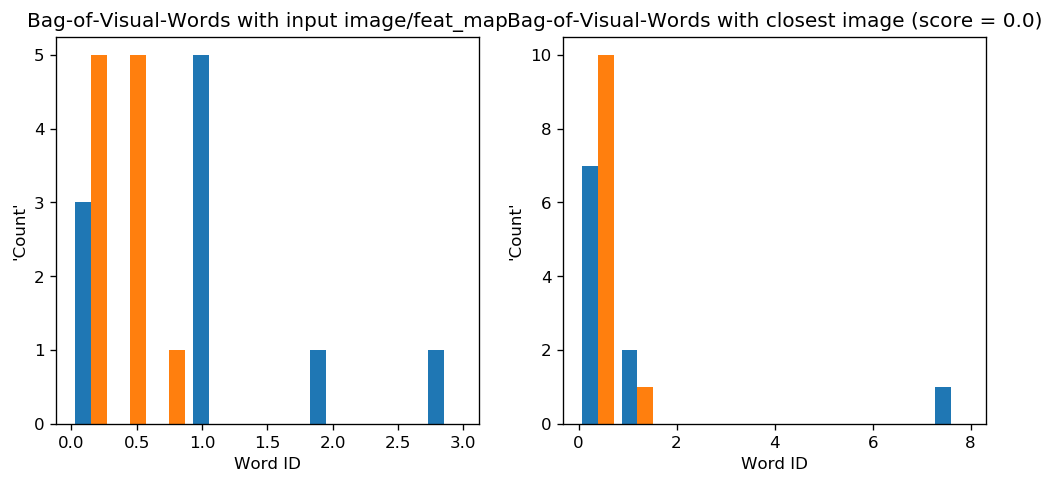 Bag-of-Visual-Words with input image/feat_map
5
4
3
2
1
0
'Count'
0.0 0.5 1.0 1.5 2.0 2.5 3.0
Word ID
Bag-of-Visual-Words with closest image (score = 0.0)
10
8
6
4
2
0
'Count'
0 2 4 6 8
Word ID